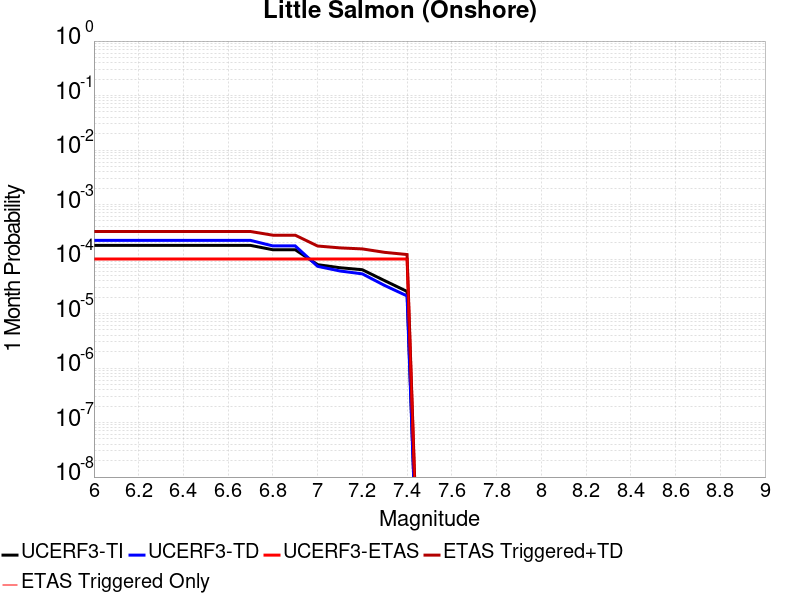 Little Salmon (Onshore)
1 Month Probability
10^0
10^-1
10^-2
10^-3
10^-4
10^-5
10^-6
10^-7
10^-8
6 6.2 6.4 6.6 6.8 7 7.2 7.4 7.6 7.8 8 8.2 8.4 8.6 8.8 9
Magnitude
UCERF3-TI UCERF3-TD UCERF3-ETAS ETAS Triggered+TD
ETAS Triggered Only